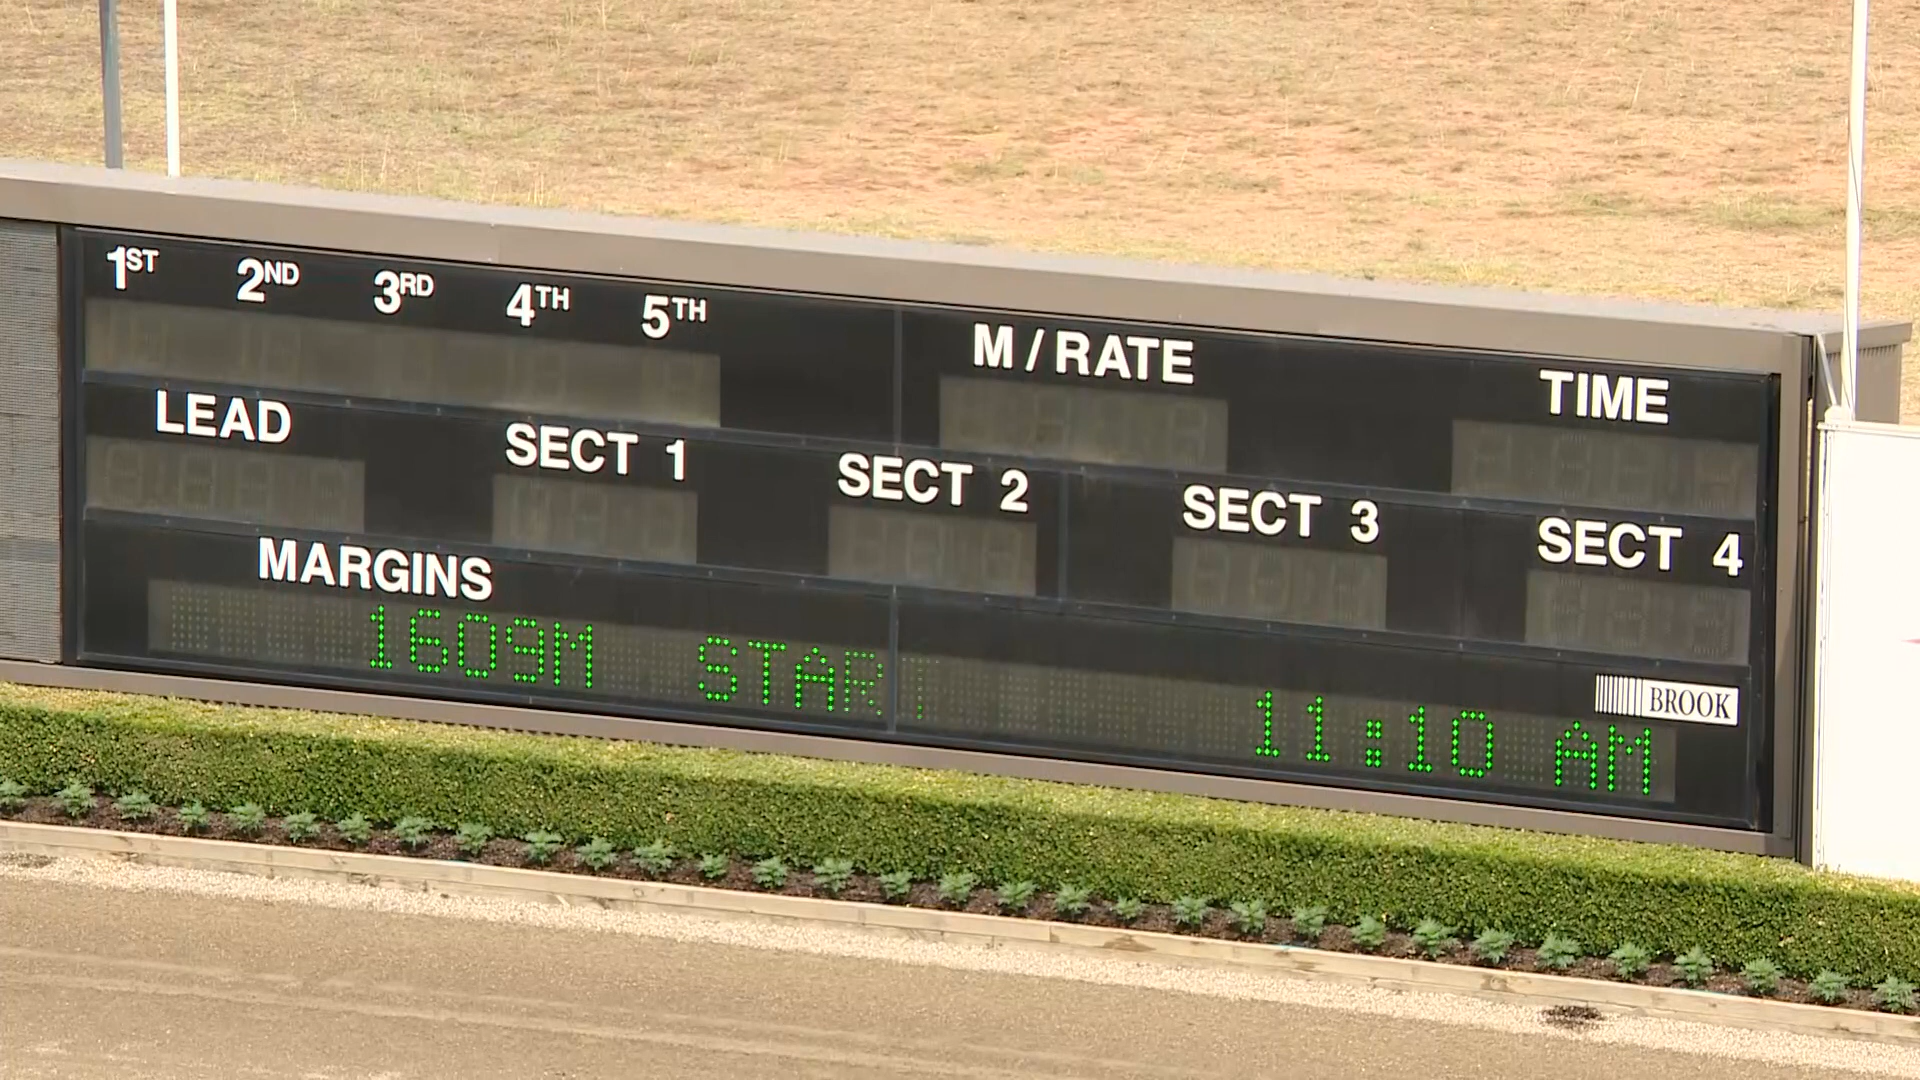 1ST 2ND 3RD 4TH 5TH
M / RATE
TIME
LEAD
SECT 1
SECT 2
SECT 3
SECT 4
MARGINS
BROOK
1609M START 11:10 AM